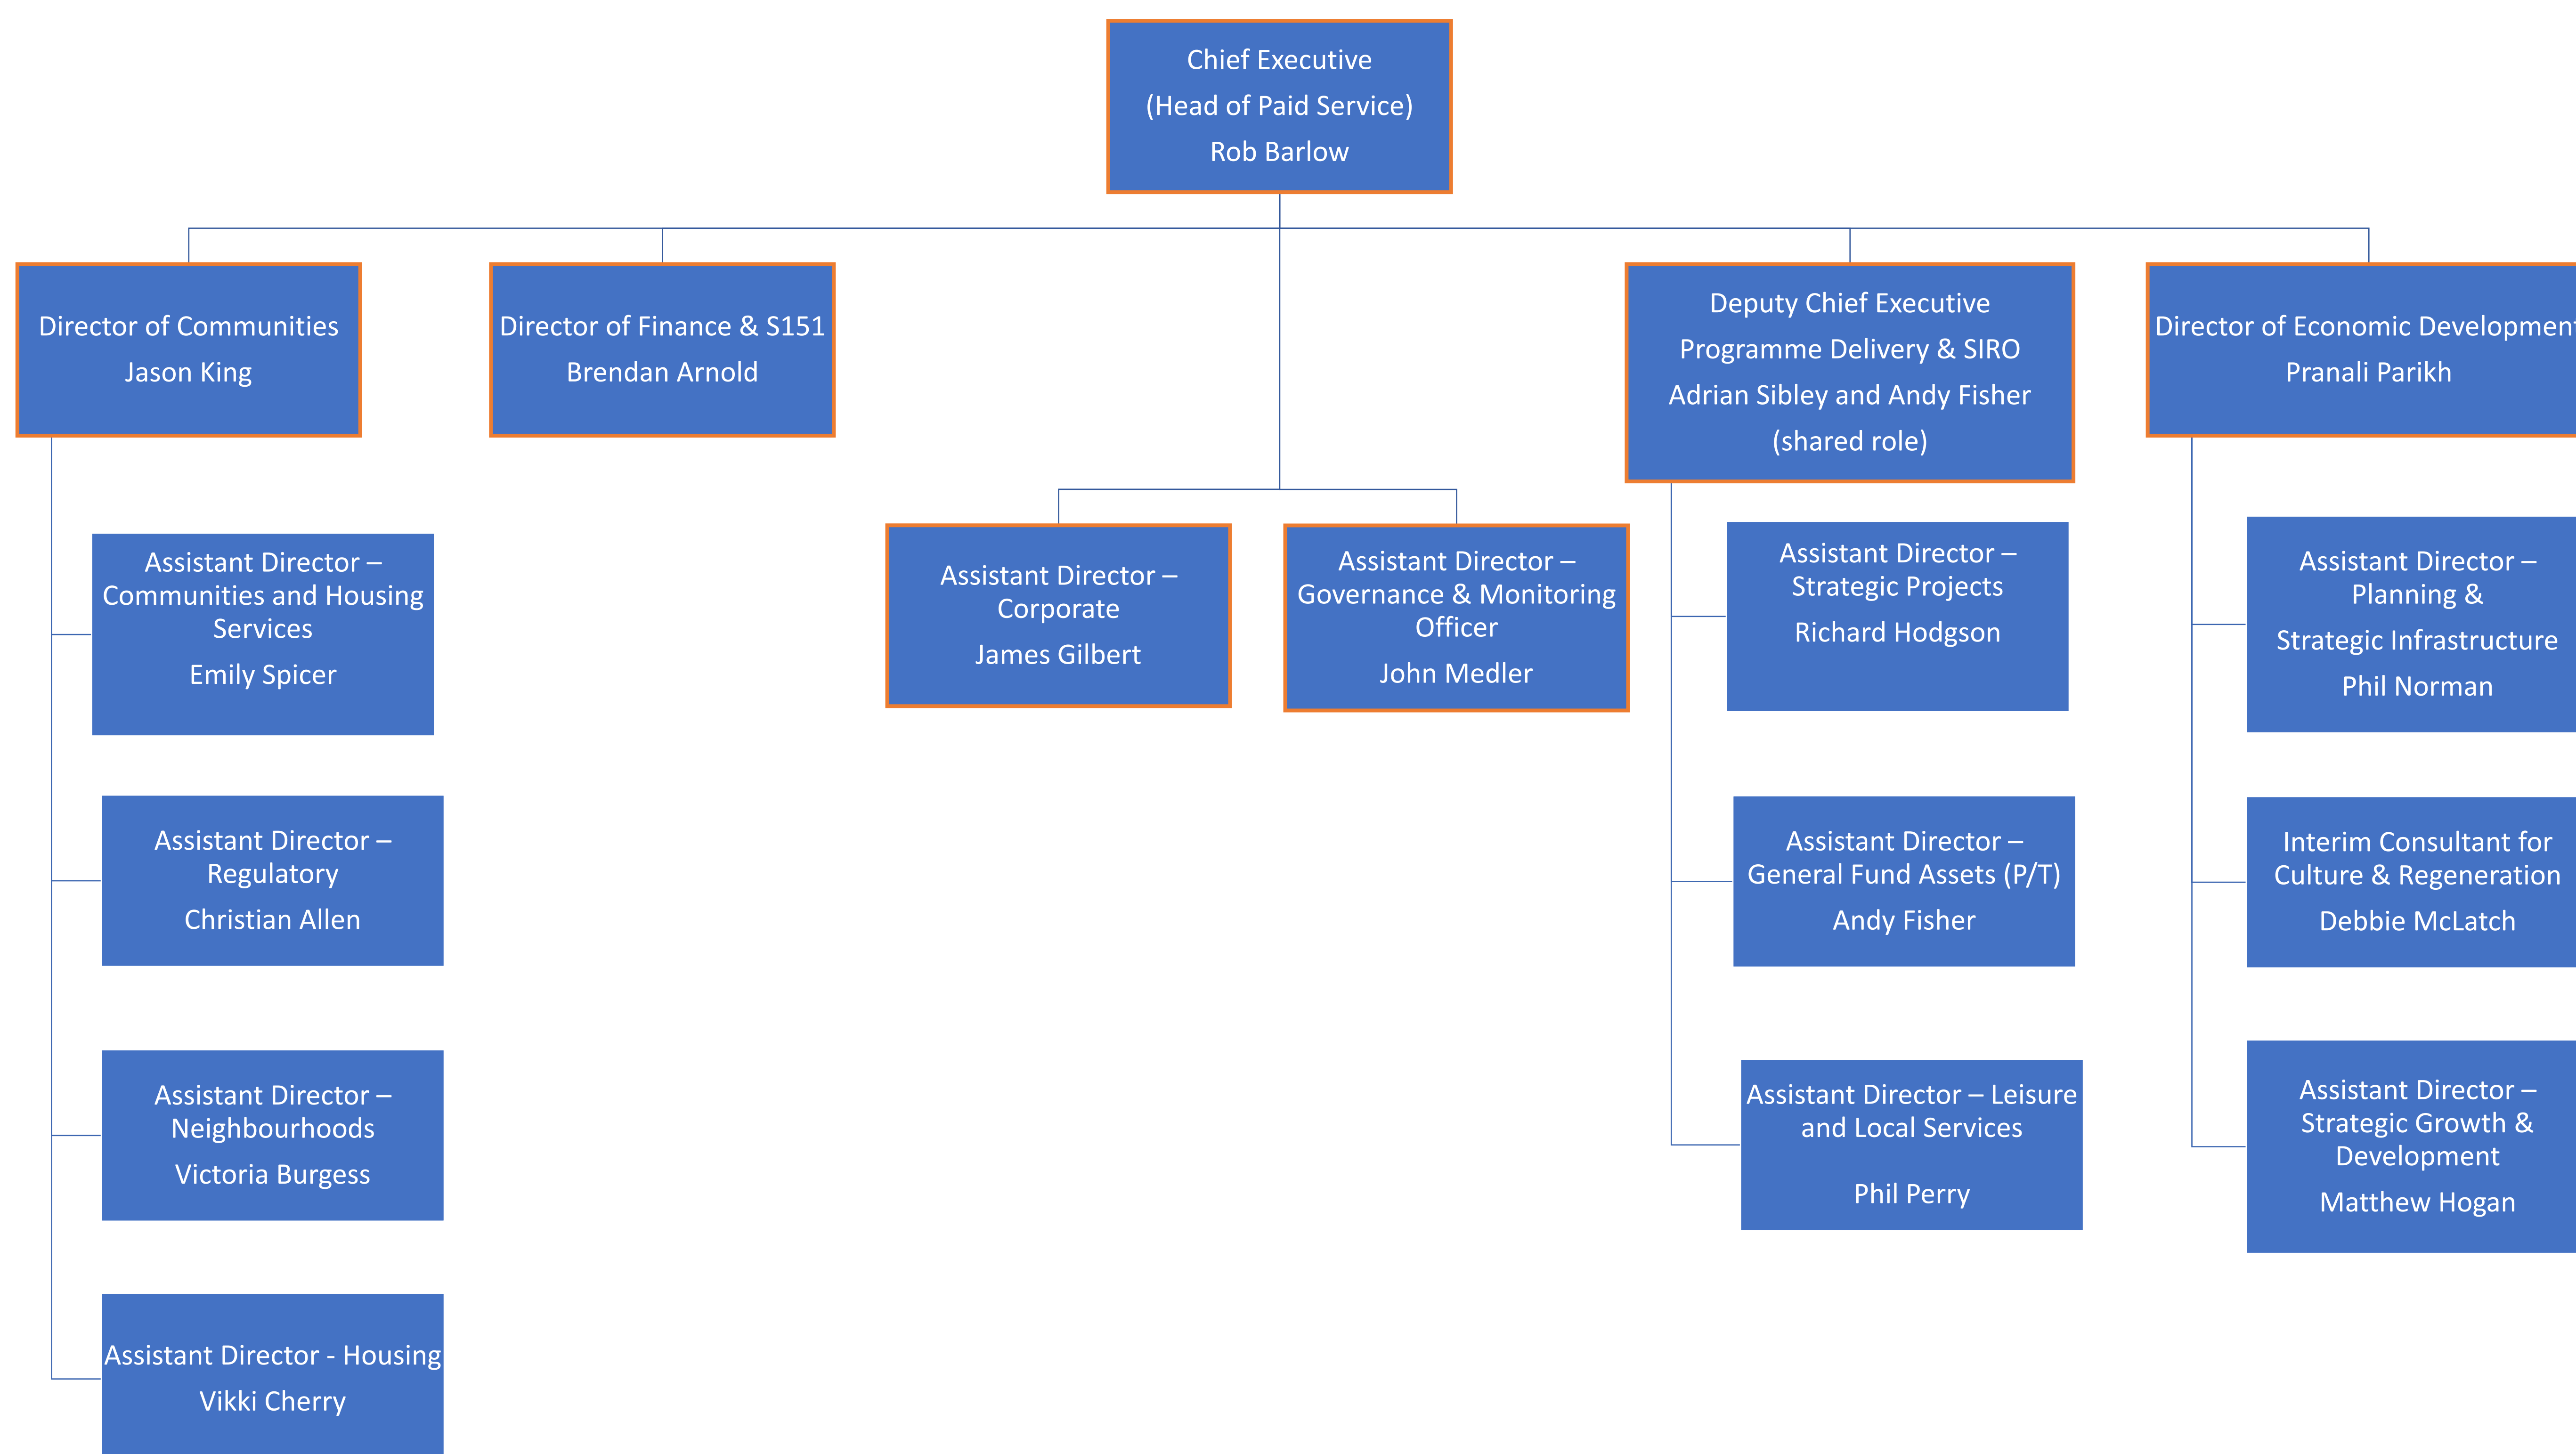 Chief Executive
(Head of Paid Service)
Rob Barlow
Director of Communities
Jason King
Director of Finance & S151
Brendan Arnold
Deputy Chief Executive
Programme Delivery & SIRO
Adrian Sibley and Andy Fisher
(shared role)
Director of Economic Development
Pranali Parikh
Assistant Director –
Communities and Housing
Services
Emily Spicer
Assistant Director –
Regulatory
Christian Allen
Assistant Director –
Neighbourhoods
Victoria Burgess
Assistant Director - Housing
Vikki Cherry
Assistant Director –
Corporate
James Gilbert
Assistant Director –
Governance & Monitoring
Officer
John Medler
Assistant Director –
Strategic Projects
Richard Hodgson
Assistant Director –
General Fund Assets (P/T)
Andy Fisher
Assistant Director – Leisure
and Local Services
Phil Perry
Assistant Director –
Planning &
Strategic Infrastructure
Phil Norman
Interim Consultant for
Culture & Regeneration
Debbie McLatch
Assistant Director –
Strategic Growth &
Development
Matthew Hogan